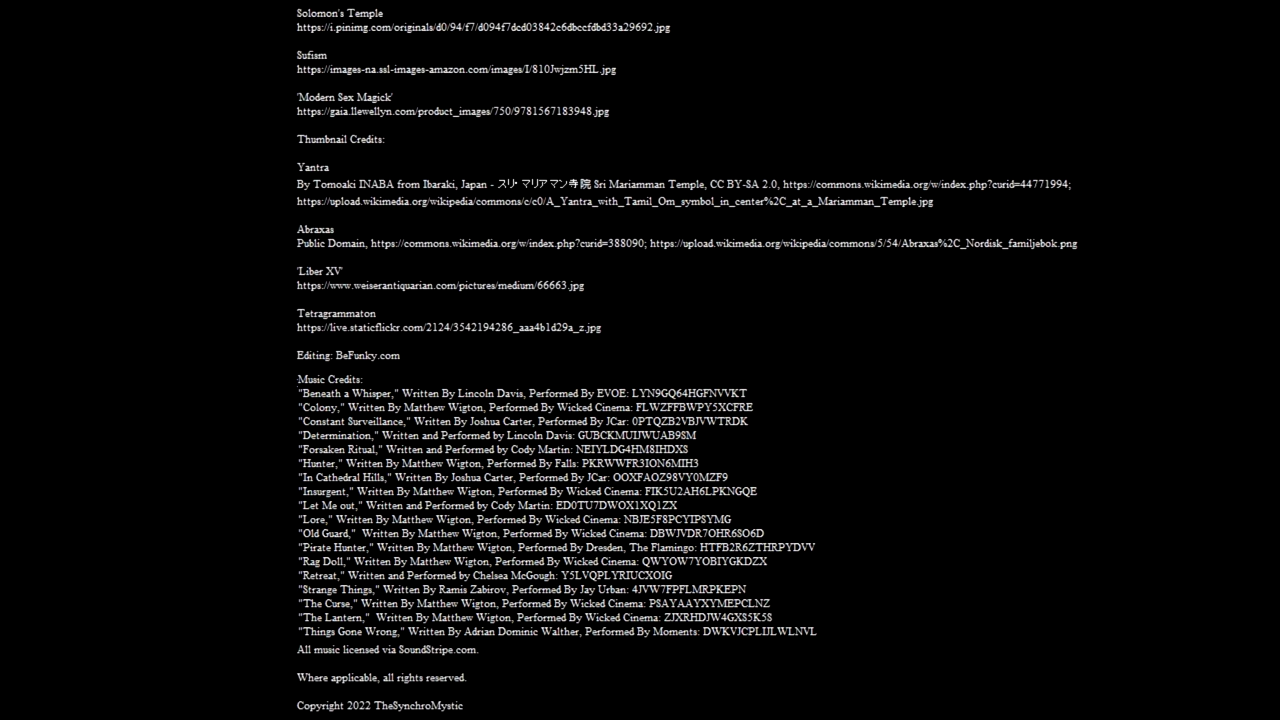 Solomon's Temple
https://i.pinimg.com/originals/d0/94/f7/d094f7dcd03842c6dbccfdbd33a29692.jpg
Sufism
https://images-na.ssl-images-amazon.com/images/I/810Jwjzm5HL.jpg
'Modern Sex Magick'
https://gaia.llewellyn.com/product_images/750/9781567183948.jpg
Thumbnail Credits:
Yantra
By Tomoaki INABA from Ibaraki, Japan - スリ・マリアマン寺院 Sri Mariamman Temple, CC BY-SA 2.0, https://commons.wikimedia.org/w/index.php?curid=44771994;
https://upload.wikimedia.org/wikipedia/commons/c/c0/A_Yantra_with_Tamil_Om_symbol_in_center%2C_at_a_Mariamman_Temple.jpg
Abraxas
Public Domain, https://commons.wikimedia.org/w/index.php?curid=388090; https://upload.wikimedia.org/wikipedia/commons/5/54/Abraxas%2C_Nordisk_familjebok.png
'Liber XV'
https://www.weiserantiquarian.com/pictures/medium/66663.jpg
Tetragrammaton
https://live.staticflickr.com/2124/3542194286_aaa4b1d29a_z.jpg
Editing: BeFunky.com
Music Credits:
"Beneath a Whisper," Written By Lincoln Davis, Performed By EVOE: LYN9GQ64HGFNVVKT
"Colony," Written By Matthew Wigton, Performed By Wicked Cinema: FLWZFFBWPY5XCFRE
"Constant Surveillance," Written By Joshua Carter, Performed By JCar: 0PTQZB2VBJVWTRDK
"Determination," Written and Performed by Lincoln Davis: GUBCKMUIJWUAB9SM
"Forsaken Ritual," Written and Performed by Cody Martin: NEIYLDG4HM8IHDXS
"Hunter," Written By Matthew Wigton, Performed By Falls: PKRWWFR3ION6MIH3
"In Cathedral Hills," Written By Joshua Carter, Performed By JCar: OOXFAOZ98VY0MZF9
"Insurgent," Written By Matthew Wigton, Performed By Wicked Cinema: FIK5U2AH6LPKNGQE
"Let Me out," Written and Performed by Cody Martin: ED0TU7DWOX1XQ1ZX
"Lore," Written By Matthew Wigton, Performed By Wicked Cinema: NBJE5F8PCYIP8YMG
"Old Guard,"  Written By Matthew Wigton, Performed By Wicked Cinema: DBWJVDR7OHR68O6D
"Pirate Hunter," Written By Matthew Wigton, Performed By Dresden, The Flamingo: HTFB2R6ZTHRPYDVV
"Rag Doll," Written By Matthew Wigton, Performed By Wicked Cinema: QWYOW7YOBIYGKDZX
"Retreat," Written and Performed by Chelsea McGough: Y5LVQPLYRIUCXOIG
"Strange Things," Written By Ramis Zabirov, Performed By Jay Urban: 4JVW7FPFLMRPKEPN
"The Curse," Written By Matthew Wigton, Performed By Wicked Cinema: P8AYAAYXYMEPCLNZ
"The Lantern,"  Written By Matthew Wigton, Performed By Wicked Cinema: ZJXRHDJW4GX85K58
"Things Gone Wrong," Written By Adrian Dominic Walther, Performed By Moments: DWKVJCPLIJLWLNVL
All music licensed via SoundStripe.com.
Where applicable, all rights reserved.
Copyright 2022 TheSynchroMystic